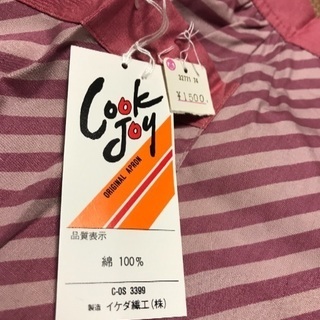 Cook
Joy
ORIGINAL APRON
品質表示
綿 100%
C-OS 3399
製造 イケダ繊工(株)
¥1500.